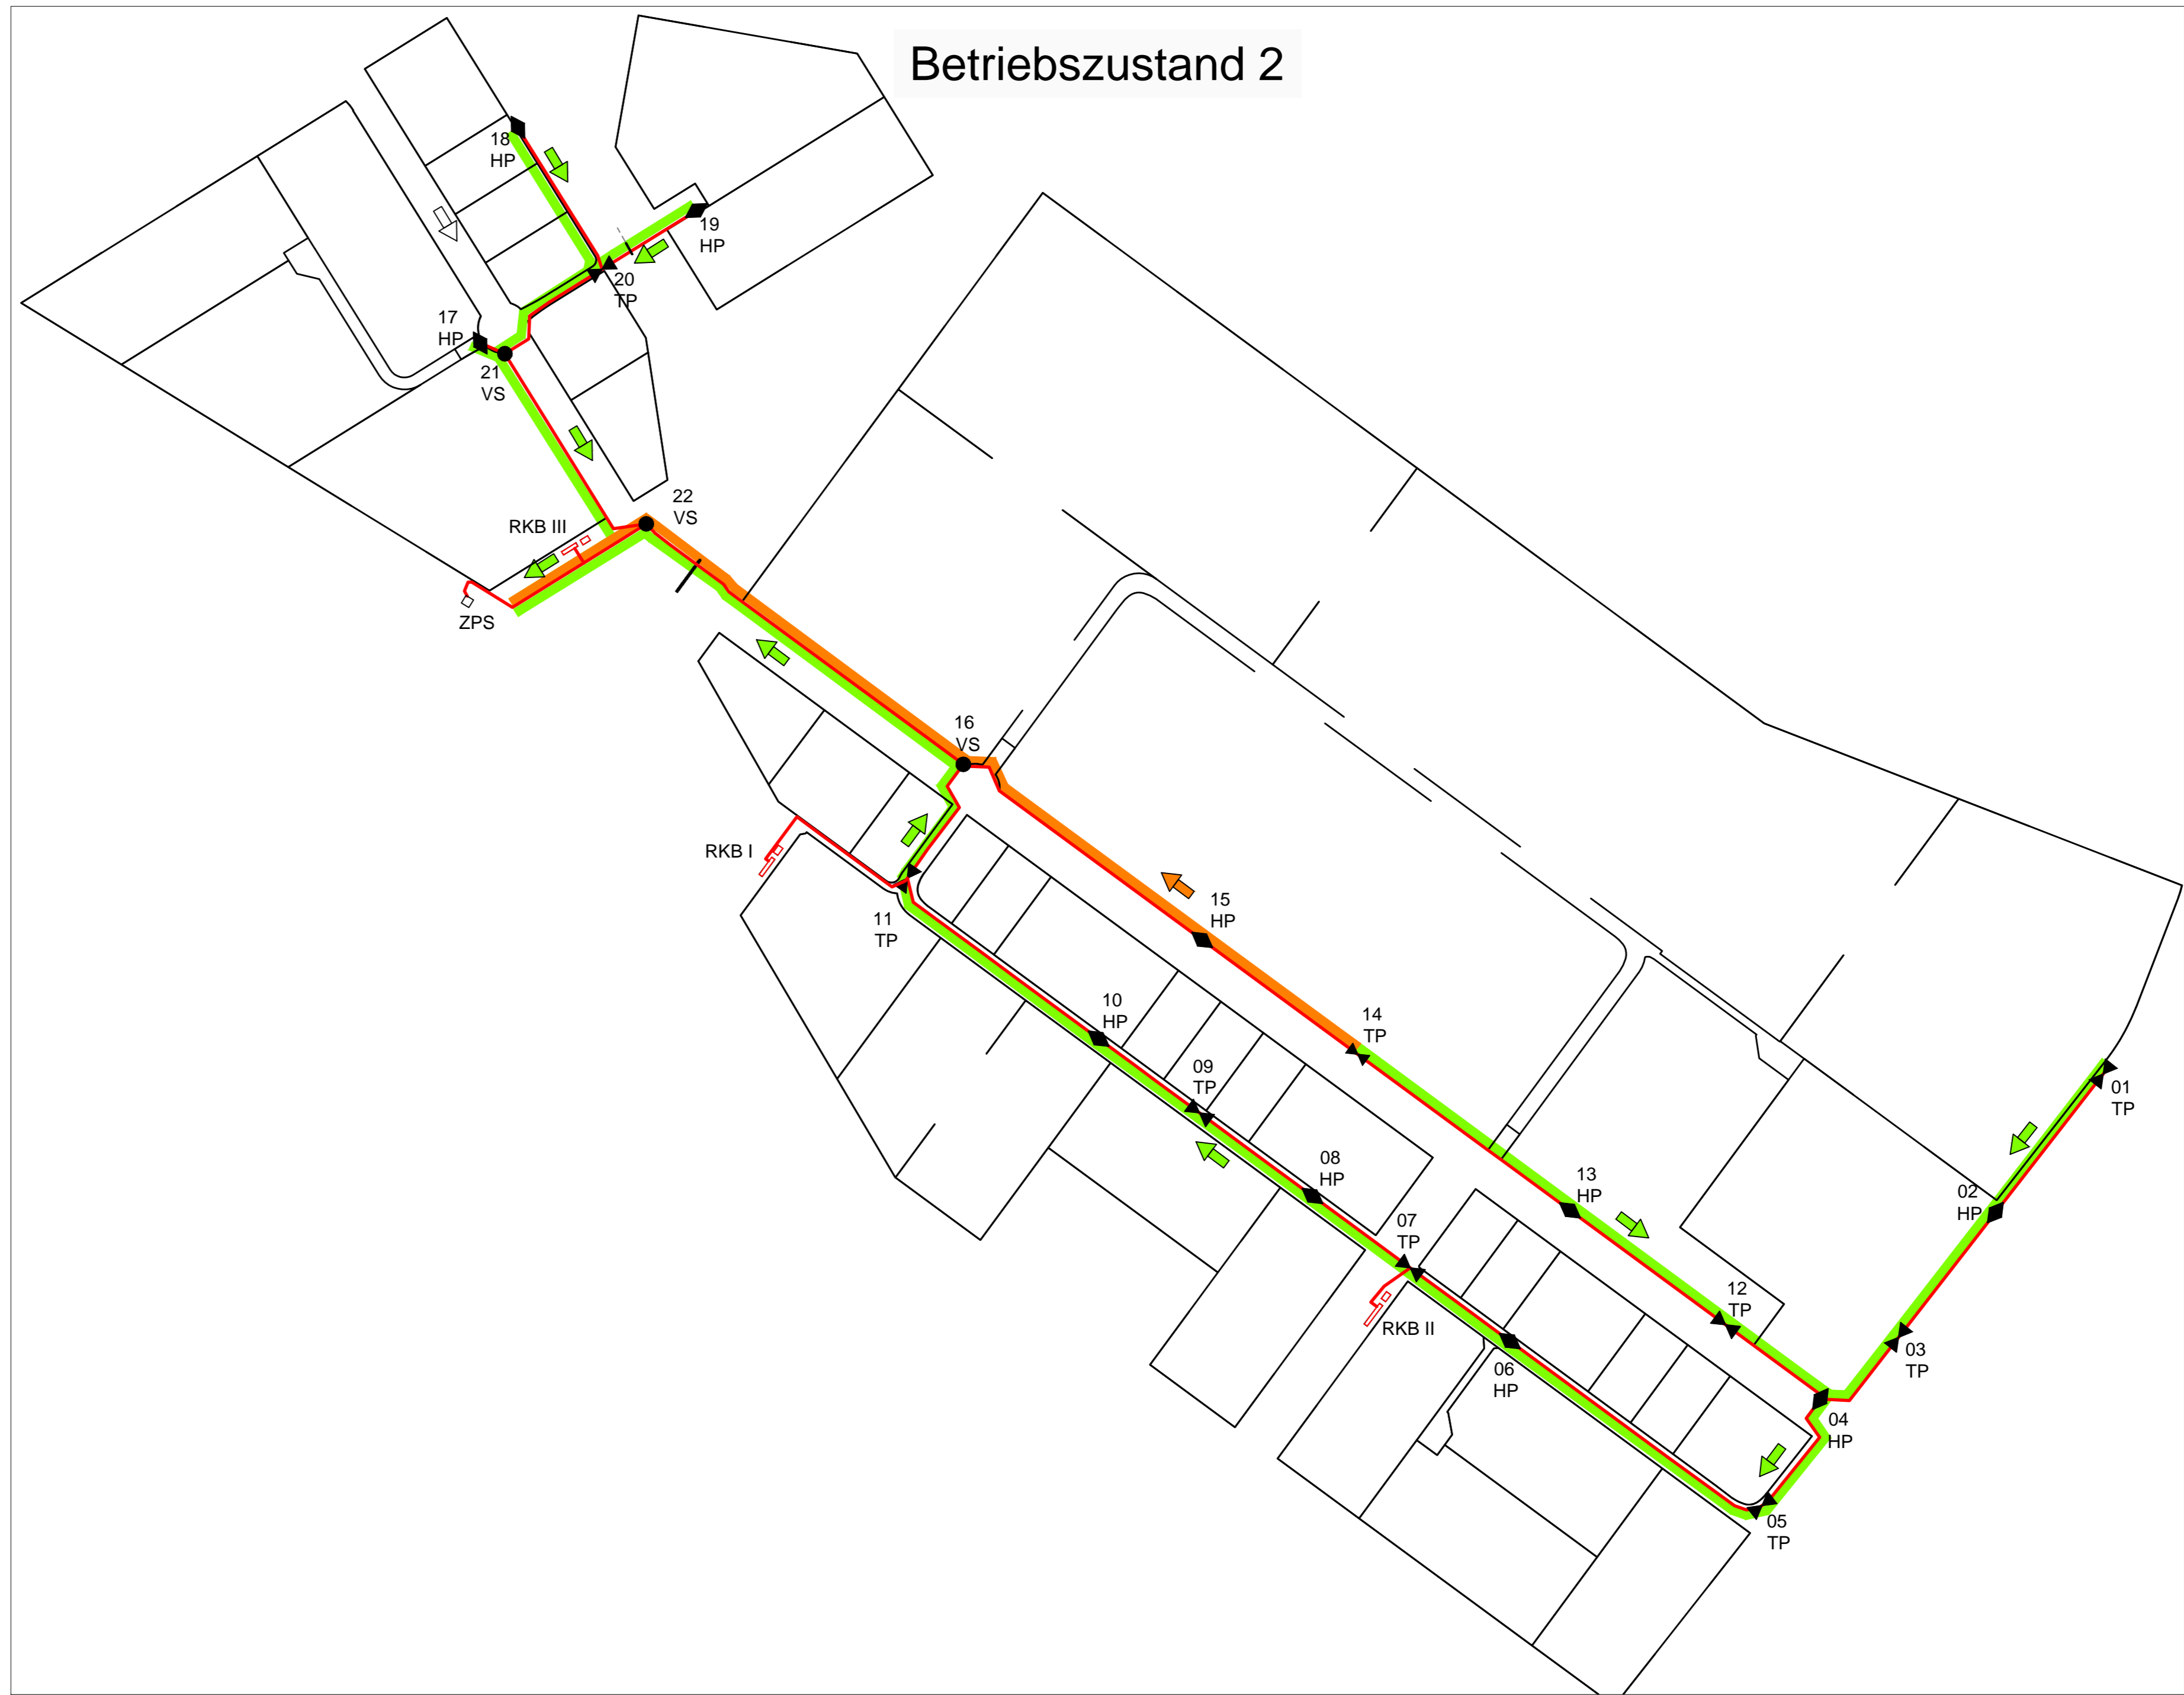 Betriebszustand 2
18
HP
19
HP
20
TP
17
HP
21
VS
22
VS
RKB III
ZPS
16
VS
RKB I
15
HP
11
TP
10
HP
14
TP
09
TP
01
TP
08
HP
13
HP
02
HP
07
TP
12
TP
RKB II
03
TP
06
HP
04
HP
05
TP